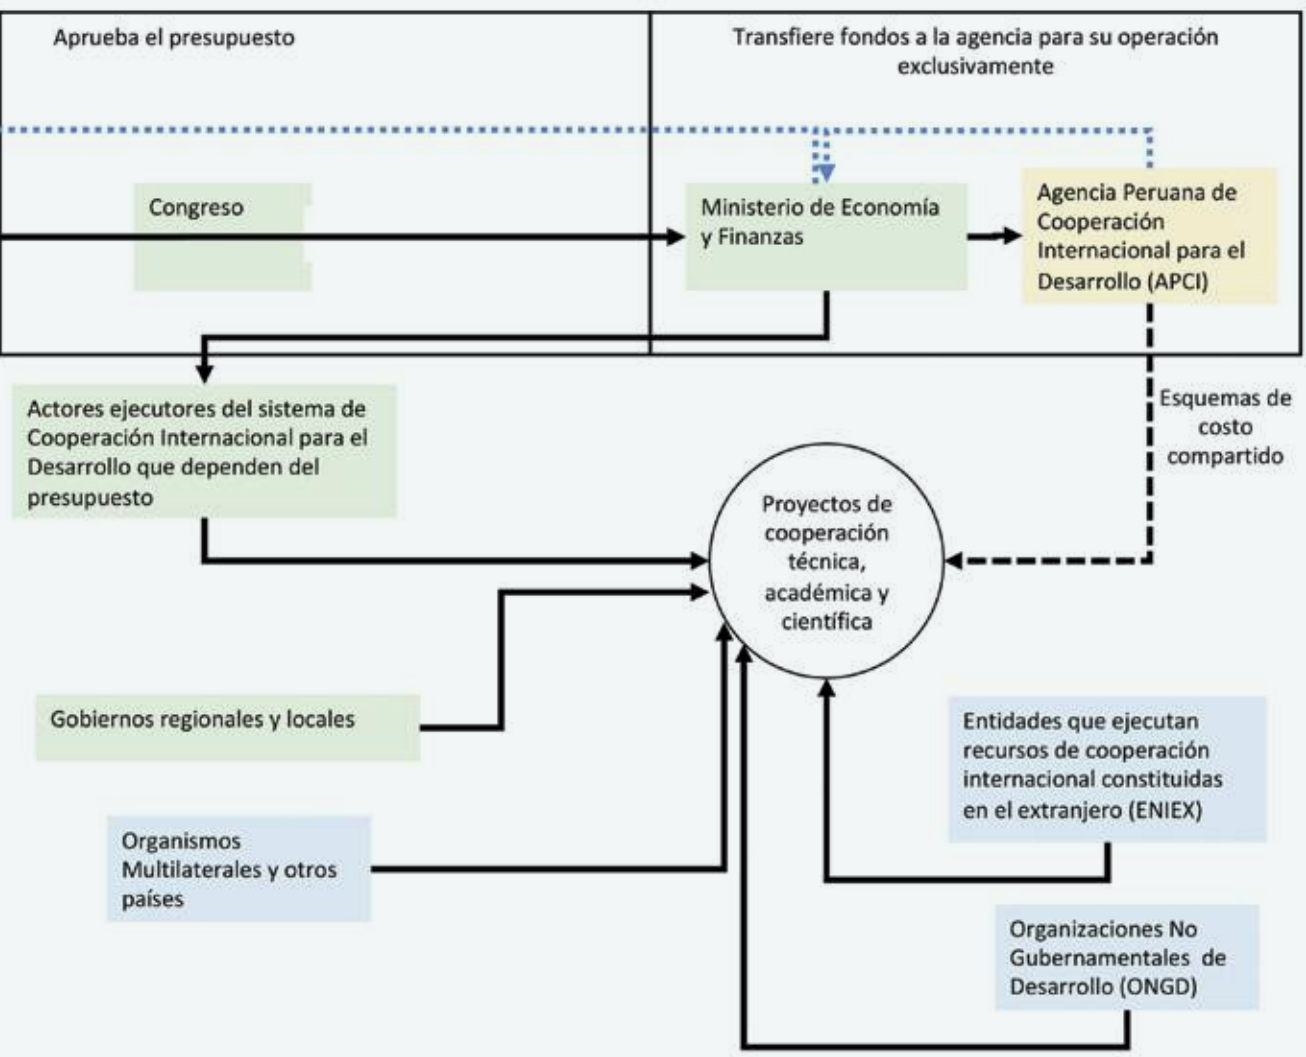 Aprueba el presupuesto
Transfiere fondos a la agencia para su operación
exclusivamente
Congreso
Ministerio de Economía
y Finanzas
Agencia Peruana de
Cooperación
Internacional para el
Desarrollo (APCI)
Actores ejecutores del sistema de
Cooperación Internacional para el
Desarrollo que dependen del
presupuesto
Esquemas de
costo
compartido
Proyectos de
cooperación
técnica,
académica y
científica
Gobiernos regionales y locales
Entidades que ejecutan
recursos de cooperación
internacional constituidas
en el extranjero (ENIEX)
Organismos
Multilaterales y otros
países
Organizaciones No
Gubernamentales de
Desarrollo (ONGD)